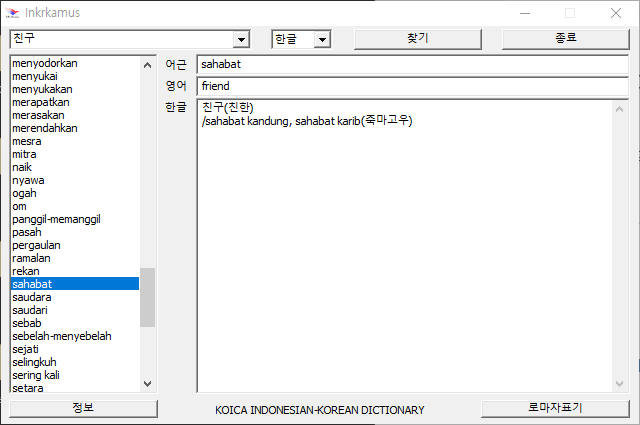 Inkrkamus
친구
한글
찾기
종료
menyodorkan
menyukai
menyukakan
merapatkan
merasakan
merendahkan
mesra
mitra
naik
nyawa
ogah
om
panggil-memanggil
pasah
pergaulan
ramalan
rekan
sahabat
saudara
saudari
sebab
sebelah-menyebelah
sejati
selingkuh
sering kali
setara
어근
sahabat
영어
friend
한글
친구(친한)
/sahabat kandung, sahabat karib(죽마고우)
정보
KOICA INDONESIAN-KOREAN DICTIONARY
로마자표기